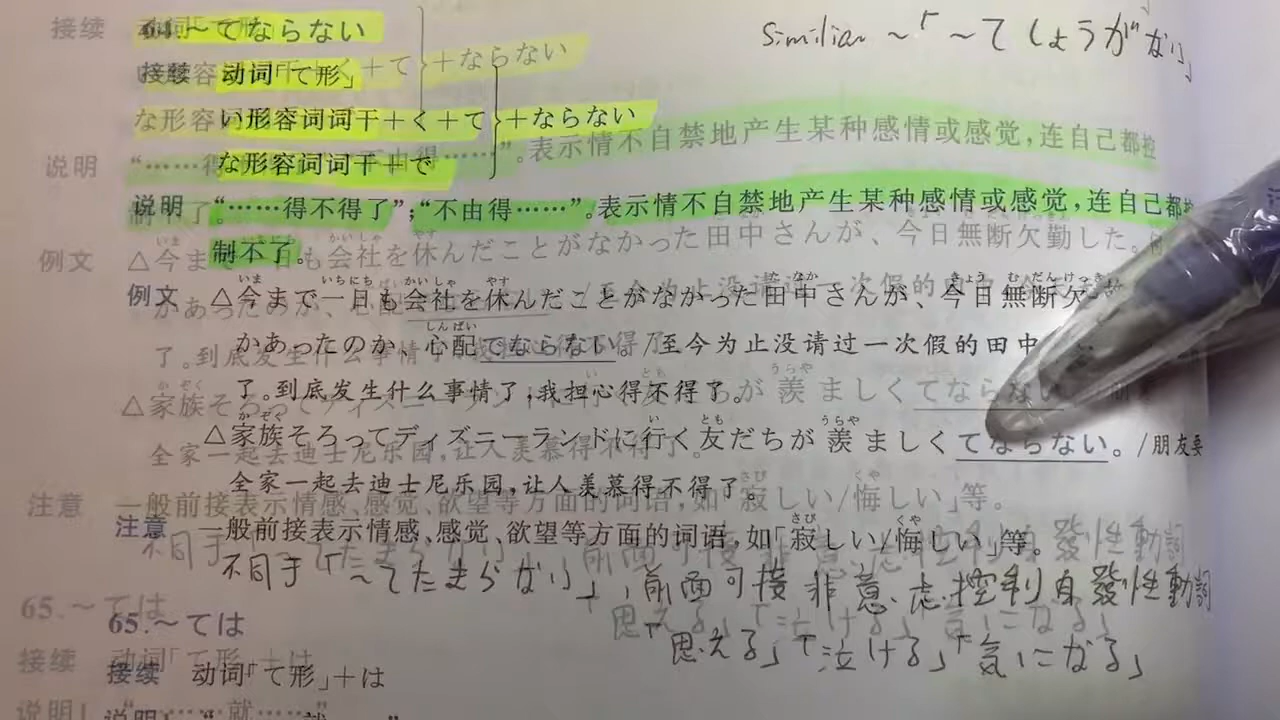 similar ~「~てしょうがない」
64.~てならない
接续 动词「て形」
い形容词词干+く+て +ならない
な形容词词干+で
说明 “……得不得了”；“不由得……”。表示情不自禁地产生某种感情或感觉,连自己都控
制不了。
例文 △今まで一日も会社を休んだことがなかった田中さんが、今日無断欠
かあったのか、心配でならない。/至今为止没请过一次假的田中
了。到底发生什么事情了,我担心得不得了。
△家族そろってディズニーランドに行く友だちが羨ましくてならない。/朋友要
全家一起去迪士尼乐园,让人羡慕得不得了。
注意 一般前接表示情感、感觉、欲望等方面的词语,如「寂しい/悔しい」等。
不同于「~てたまらない」,前面可接非意志控制自發性動詞
「思える」「泣ける」「気になる」
65.~ては
接续 动词「て形」+は
说明1 “……就……”